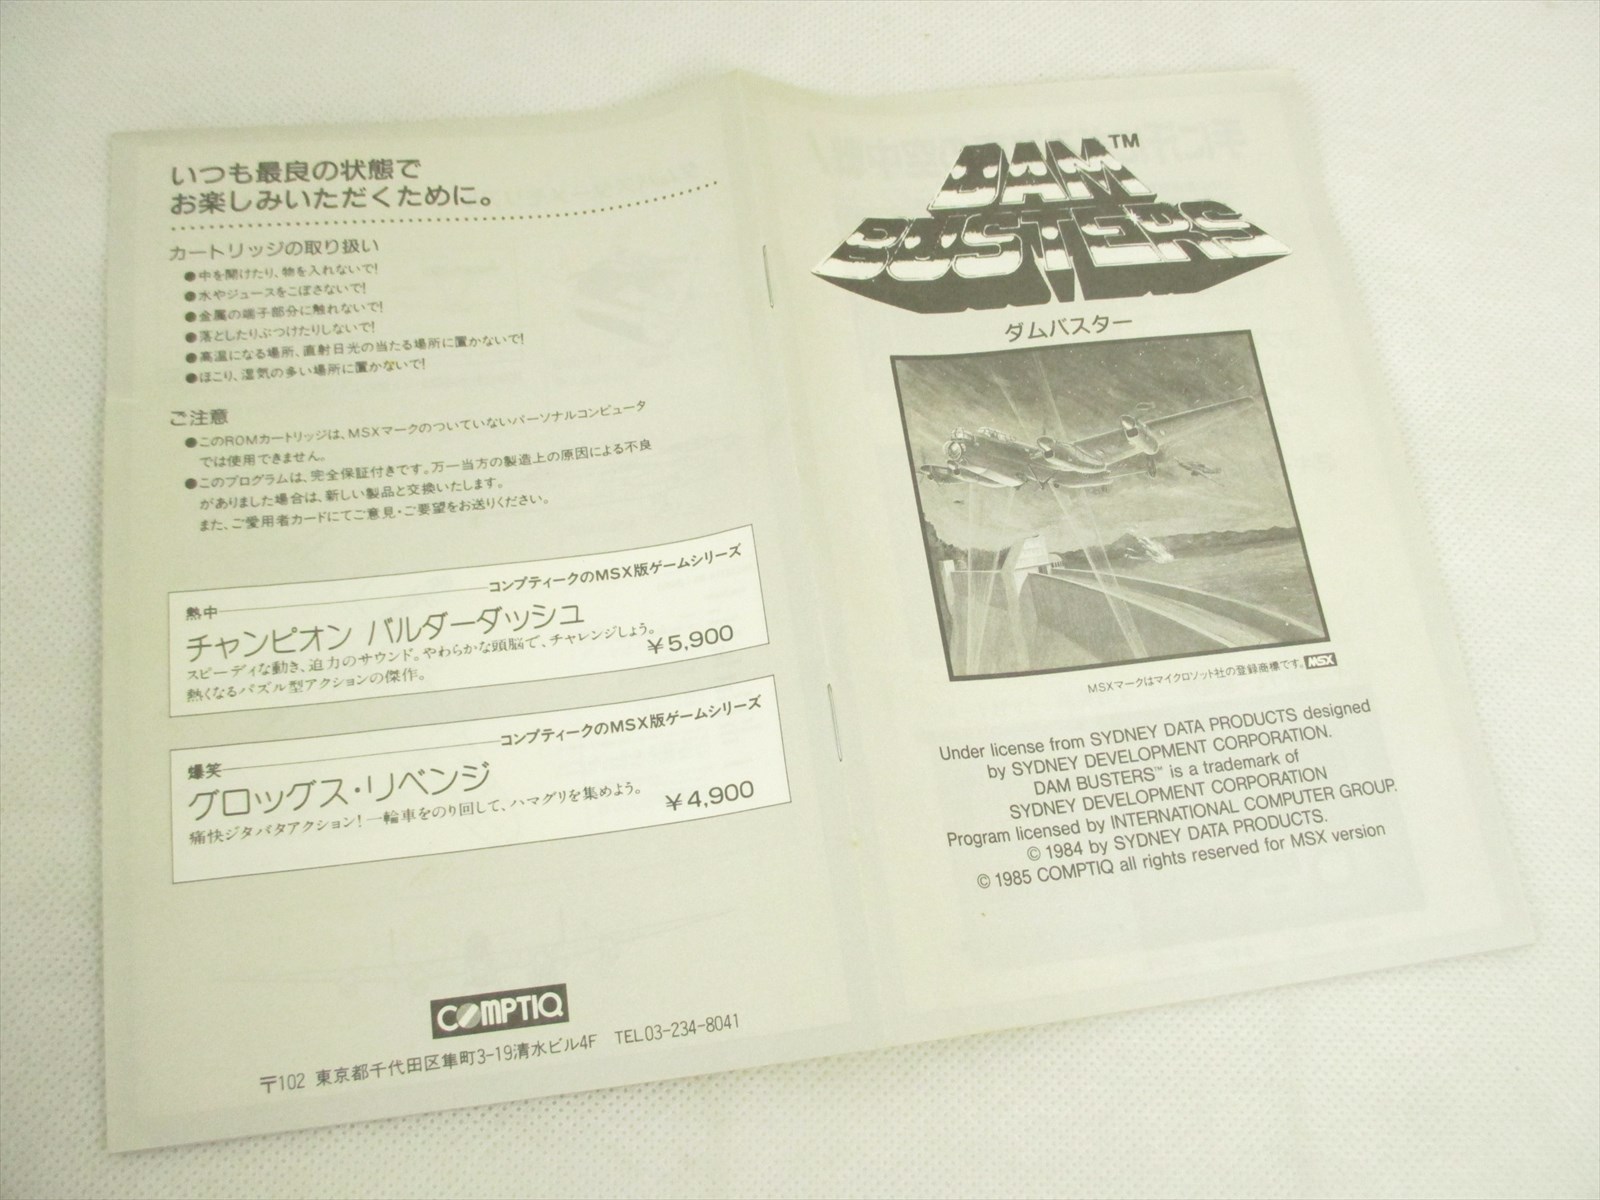 いつも最良の状態で
お楽しみいただくために。
カートリッジの取り扱い
●中を開けたり、物を入れないで!
●水やジュースをこぼさないで!
●金属の端子部分に触れないで!
●落としたりぶつけたりしないで!
●高温になる場所、直射日光の当たる場所に置かないで!
●ほこり、湿気の多い場所に置かないで!
ご注意
●このROMカートリッジは、MSXマークのついていないパーソナルコンピュータ
では使用できません。
●このプログラムは、完全保証付きです。万一当方の製造上の原因による不良
がありました場合は、新しい製品と交換いたします。
また、ご愛用者カードにてご意見・ご要望をお送りください。
コンプティークのMSX版ゲームシリーズ
熱中
チャンピオン バルダーダッシュ
スピーディな動き、迫力のサウンド。やわらかな頭脳で、チャレンジしよう。
熱くなるパズル型アクションの傑作。
¥5,900
コンプティークのMSX版ゲームシリーズ
爆笑
グロッグス・リベンジ
痛快ジタバタアクション!一輪車をのり回して、ハマグリを集めよう。
¥4,900
COMPTIQ
〒102 東京都千代田区隼町3-19清水ビル4F TEL03-234-8041
DAM™
BUSTERS
ダムバスター
MSXマークはマイクロソット社の登録商標です。MSX
Under license from SYDNEY DATA PRODUCTS designed
by SYDNEY DEVELOPMENT CORPORATION.
DAM BUSTERS™ is a trademark of
SYDNEY DEVELOPMENT CORPORATION
Program licensed by INTERNATIONAL COMPUTER GROUP.
© 1984 by SYDNEY DATA PRODUCTS.
© 1985 COMPTIQ all rights reserved for MSX version